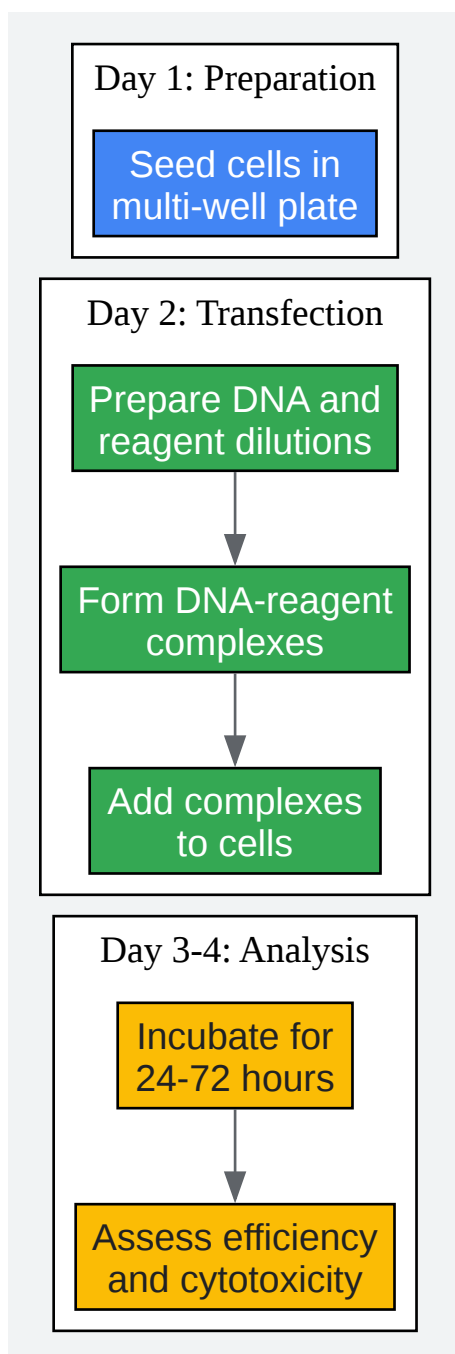 Day 1: Preparation
Seed cells in
multi-well plate
Day 2: Transfection
Prepare DNA and
reagent dilutions
Form DNA-reagent
complexes
Add complexes
to cells
Day 3-4: Analysis
Incubate for
24-72 hours
Assess efficiency
and cytotoxicity